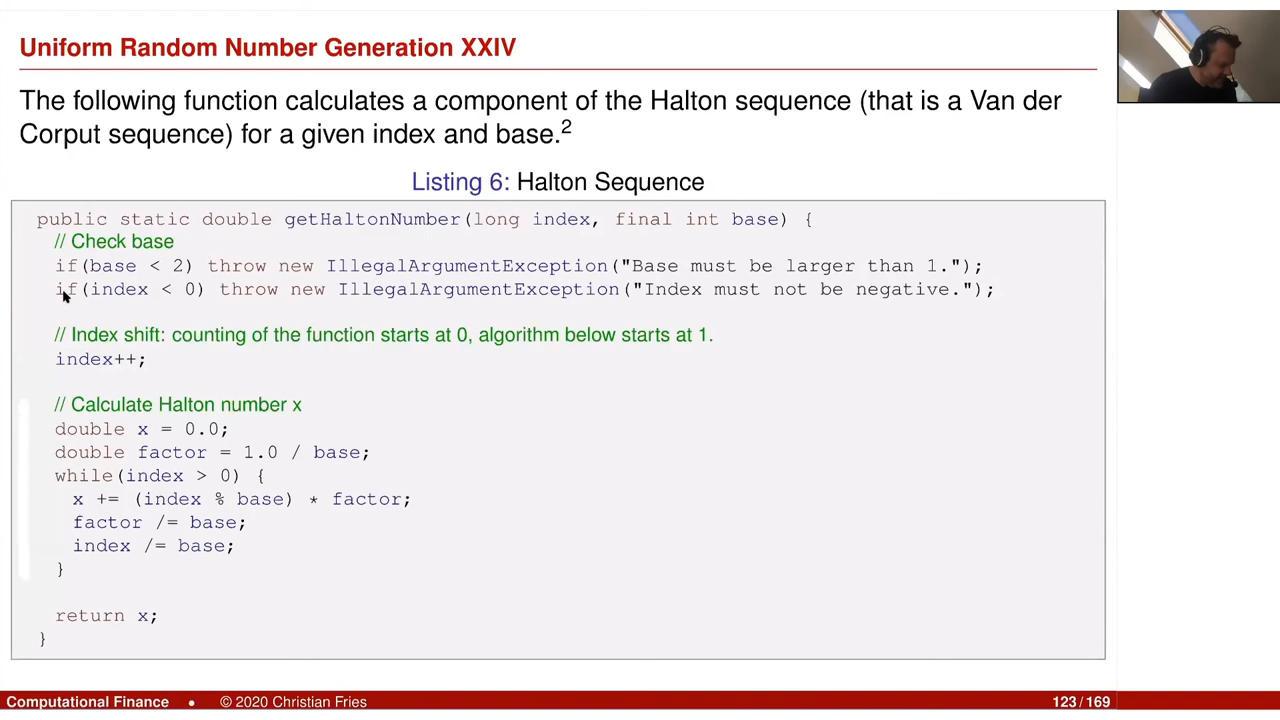 Uniform Random Number Generation XXIV
The following function calculates a component of the Halton sequence (that is a Van der
Corput sequence) for a given index and base.2
Listing 6: Halton Sequence
public static double getHaltonNumber(long index, final int base) {
// Check base
if(base < 2) throw new IllegalArgumentException("Base must be larger than 1.");
if(index < 0) throw new IllegalArgumentException("Index must not be negative.");
// Index shift: counting of the function starts at 0, algorithm below starts at 1.
index++;
// Calculate Halton number x
double x = 0.0;
double factor = 1.0 / base;
while(index > 0) {
x += (index % base) * factor;
factor /= base;
index /= base;
}
return x;
}
Computational Finance • © 2020 Christian Fries 123 / 169